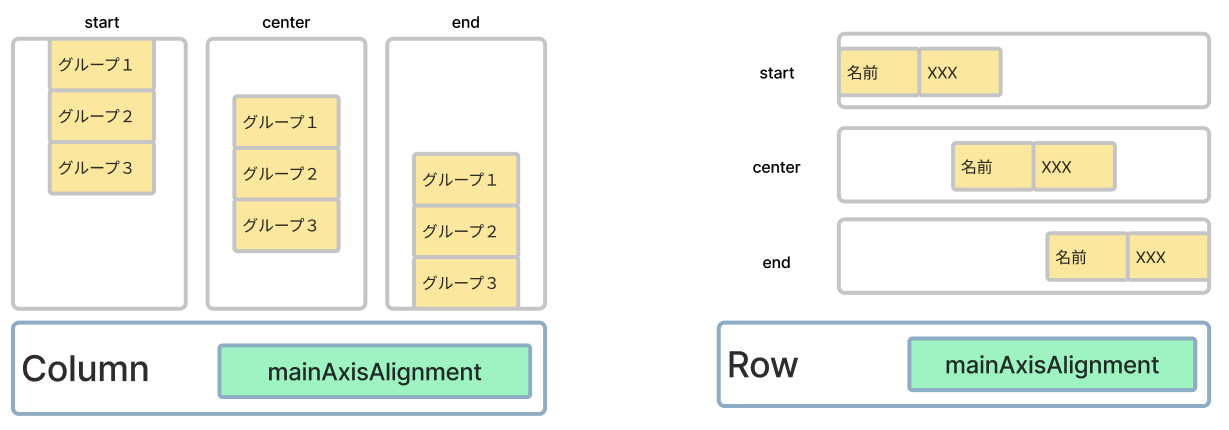 start
グループ１
グループ２
グループ３
center
グループ１
グループ２
グループ３
end
グループ１
グループ２
グループ３
Column
mainAxisAlignment
start
名前
XXX
center
名前
XXX
end
名前
XXX
Row
mainAxisAlignment